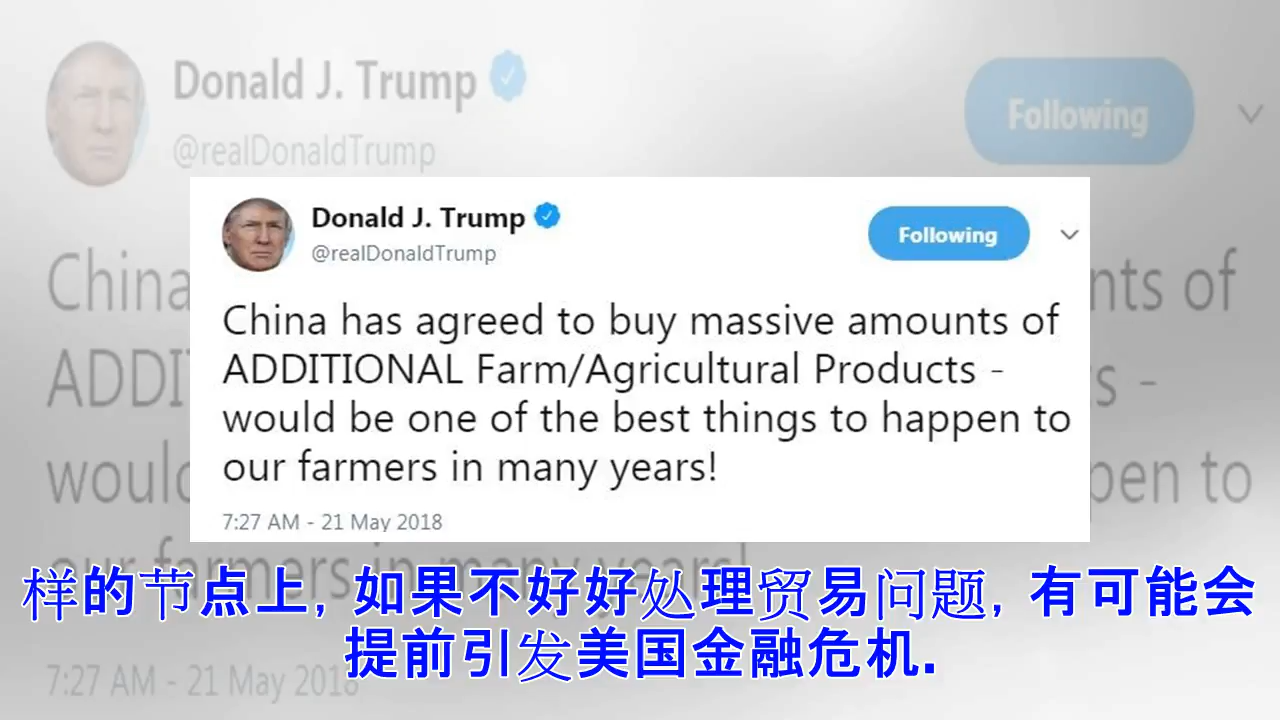 Donald J. Trump
@realDonaldTrump
Following
Donald J. Trump
@realDonaldTrump
Following
China has agreed to buy massive amounts of
ADDITIONAL Farm/Agricultural Products -
would be one of the best things to happen to
our farmers in many years!
7:27 AM - 21 May 2018
样的节点上, 如果不好好处理贸易问题, 有可能会
提前引发美国金融危机.
7:27 AM - 21 May 2018